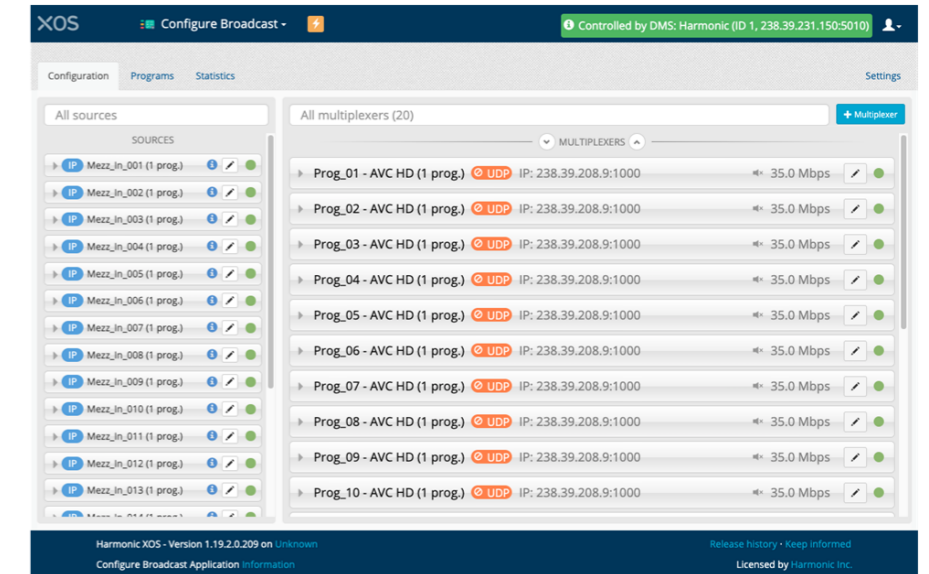 XOS
Configure Broadcast
Controlled by DMS: Harmonic (ID 1, 238.39.231.150:5010)
Configuration
Programs
Statistics
Settings
All sources
SOURCES
IP Mezz_In_001 (1 prog.)
IP Mezz_In_002 (1 prog.)
IP Mezz_In_003 (1 prog.)
IP Mezz_In_004 (1 prog.)
IP Mezz_In_005 (1 prog.)
IP Mezz_In_006 (1 prog.)
IP Mezz_In_007 (1 prog.)
IP Mezz_In_008 (1 prog.)
IP Mezz_In_009 (1 prog.)
IP Mezz_In_010 (1 prog.)
IP Mezz_In_011 (1 prog.)
IP Mezz_In_012 (1 prog.)
IP Mezz_In_013 (1 prog.)
All multiplexers (20)
+ Multiplexer
MULTIPLEXERS
Prog_01 - AVC HD (1 prog.) UDP IP: 238.39.208.9:1000 35.0 Mbps
Prog_02 - AVC HD (1 prog.) UDP IP: 238.39.208.9:1000 35.0 Mbps
Prog_03 - AVC HD (1 prog.) UDP IP: 238.39.208.9:1000 35.0 Mbps
Prog_04 - AVC HD (1 prog.) UDP IP: 238.39.208.9:1000 35.0 Mbps
Prog_05 - AVC HD (1 prog.) UDP IP: 238.39.208.9:1000 35.0 Mbps
Prog_06 - AVC HD (1 prog.) UDP IP: 238.39.208.9:1000 35.0 Mbps
Prog_07 - AVC HD (1 prog.) UDP IP: 238.39.208.9:1000 35.0 Mbps
Prog_08 - AVC HD (1 prog.) UDP IP: 238.39.208.9:1000 35.0 Mbps
Prog_09 - AVC HD (1 prog.) UDP IP: 238.39.208.9:1000 35.0 Mbps
Prog_10 - AVC HD (1 prog.) UDP IP: 238.39.208.9:1000 35.0 Mbps
Harmonic XOS - Version 1.19.2.0.209 on Unknown
Configure Broadcast Application Information
Release history · Keep informed
Licensed by Harmonic Inc.